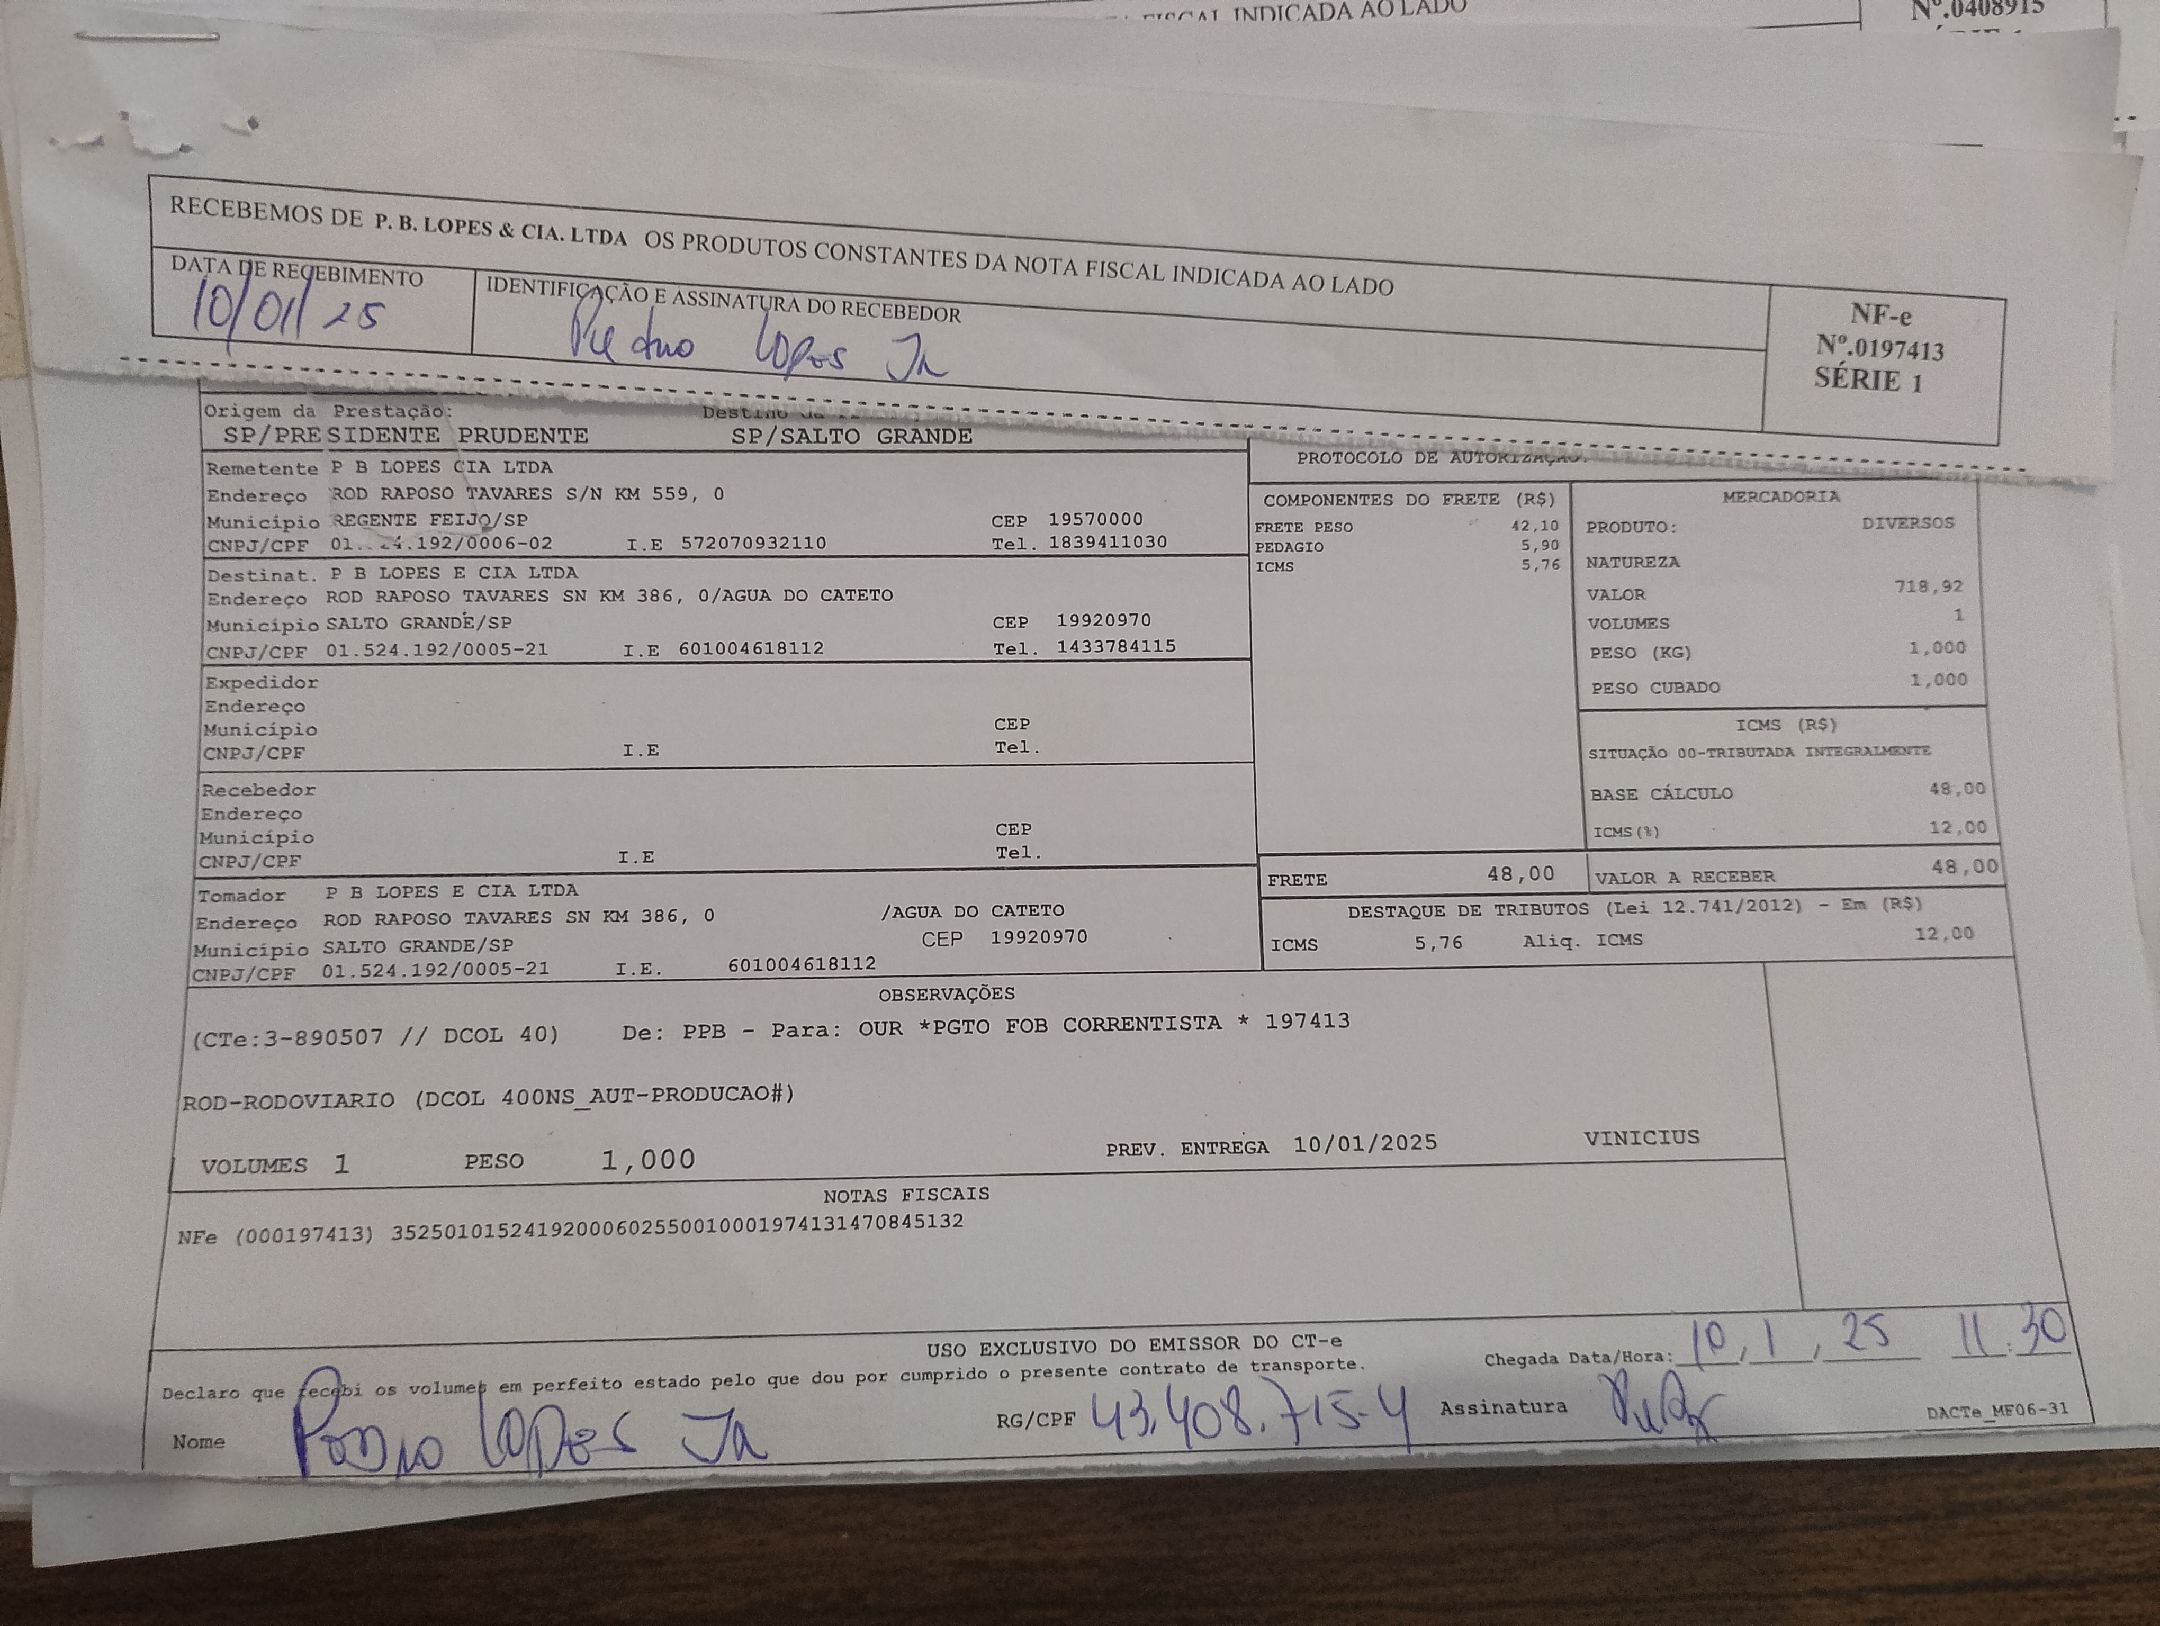 FISCAL INDICADA AO LADO
Nº.0408915
RECEBEMOS DE P. B. LOPES & CIA. LTDA OS PRODUTOS CONSTANTES DA NOTA FISCAL INDICADA AO LADO
DATA DE RECEBIMENTO
10/01/25
IDENTIFICAÇÃO E ASSINATURA DO RECEBEDOR
Pedro Lopes Jr
NF-e
Nº.0197413
SÉRIE 1
Origem da Prestação:
SP/PRESIDENTE PRUDENTE
Destino da
SP/SALTO GRANDE
Remetente P B LOPES CIA LTDA
Endereço ROD RAPOSO TAVARES S/N KM 559, 0
Município REGENTE FEIJO/SP CEP 19570000
CNPJ/CPF 01. 24.192/0006-02 I.E 572070932110 Tel. 1839411030
Destinat. P B LOPES E CIA LTDA
Endereço ROD RAPOSO TAVARES SN KM 386, 0/AGUA DO CATETO
Município SALTO GRANDE/SP CEP 19920970
CNPJ/CPF 01.524.192/0005-21 I.E 601004618112 Tel. 1433784115
Expedidor
Endereço
Município CEP
CNPJ/CPF I.E Tel.
Recebedor
Endereço
Município CEP
CNPJ/CPF I.E Tel.
Tomador P B LOPES E CIA LTDA
Endereço ROD RAPOSO TAVARES SN KM 386, 0 /AGUA DO CATETO
Município SALTO GRANDE/SP CEP 19920970
CNPJ/CPF 01.524.192/0005-21 I.E. 601004618112
PROTOCOLO DE AUTORIZAÇÃO.
COMPONENTES DO FRETE (R$)
FRETE PESO 42,10
PEDAGIO 5,90
ICMS 5,76
MERCADORIA
PRODUTO: DIVERSOS
NATUREZA
VALOR 718,92
VOLUMES 1
PESO (KG) 1,000
PESO CUBADO 1,000
ICMS (R$)
SITUAÇÃO 00-TRIBUTADA INTEGRALMENTE
BASE CÁLCULO 48,00
ICMS(%) 12,00
FRETE 48,00 VALOR A RECEBER 48,00
DESTAQUE DE TRIBUTOS (Lei 12.741/2012) - Em (R$)
ICMS 5,76 Aliq. ICMS 12,00
OBSERVAÇÕES
(CTe:3-890507 // DCOL 40) De: PPB - Para: OUR *PGTO FOB CORRENTISTA * 197413
ROD-RODOVIARIO (DCOL 400NS_AUT-PRODUCAO#)
VOLUMES 1 PESO 1,000 PREV. ENTREGA 10/01/2025 VINICIUS
NOTAS FISCAIS
NFe (000197413) 35250101524192000602550010001974131470845132
USO EXCLUSIVO DO EMISSOR DO CT-e
Declaro que recebi os volumes em perfeito estado pelo que dou por cumprido o presente contrato de transporte.
Chegada Data/Hora: 10, 1, 25 11:30
Nome Pedro Lopes Jr RG/CPF 43.408.715-4 Assinatura
DACTe_MF06-31